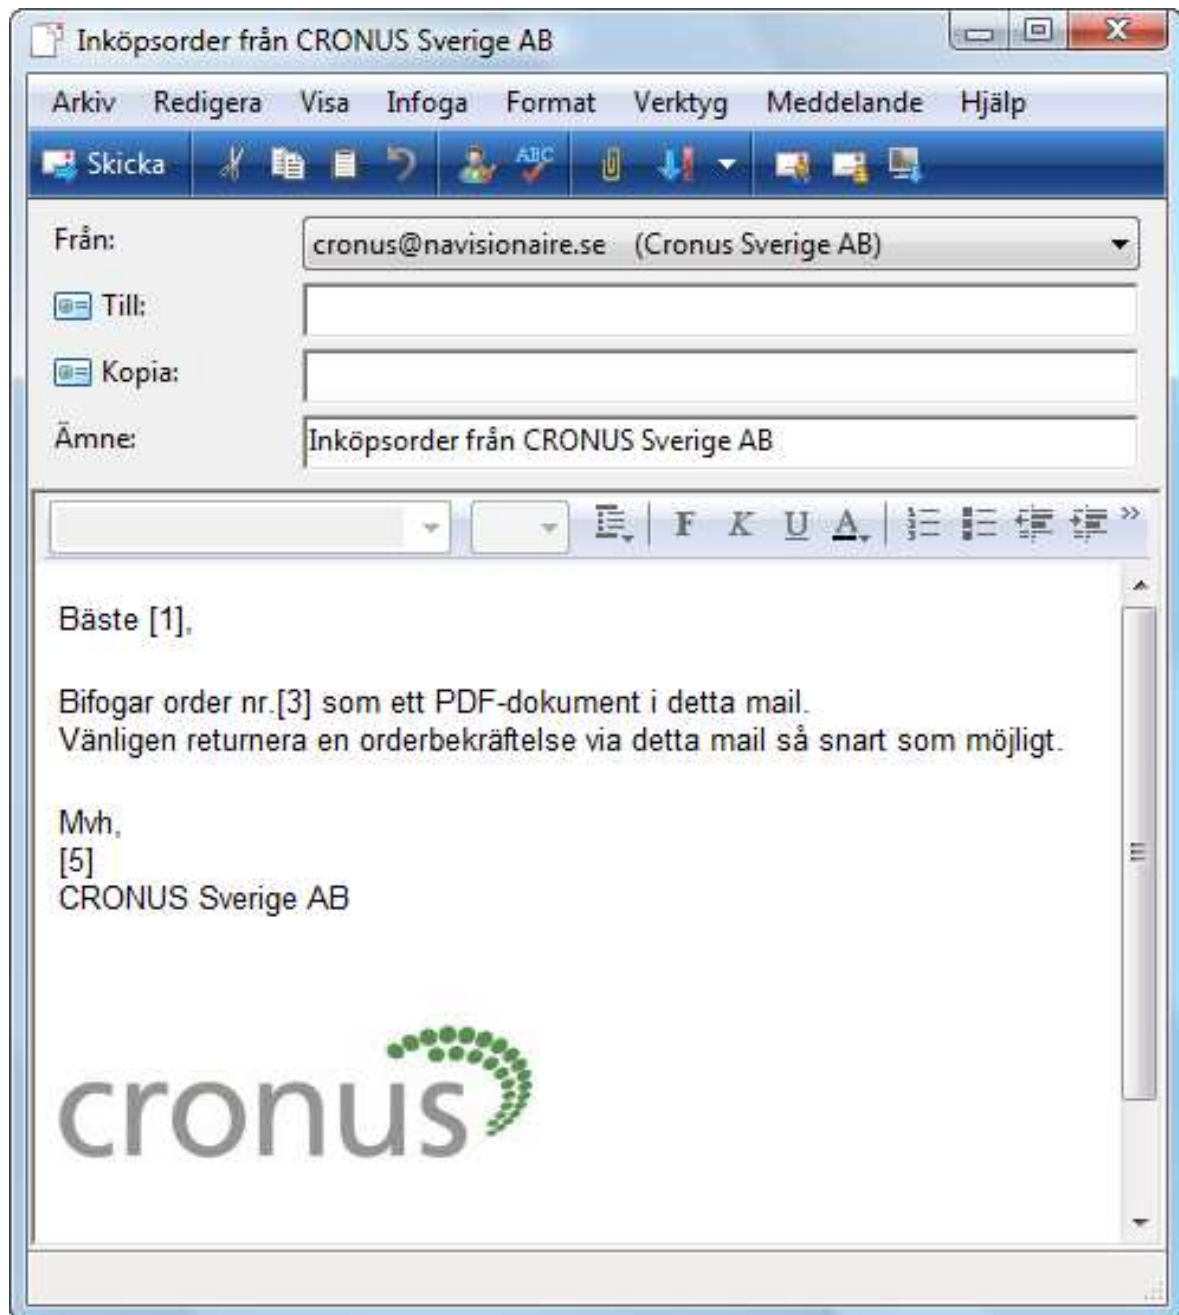 Inköpsorder från CRONUS Sverige AB
Arkiv Redigera Visa Infoga Format Verktyg Meddelande Hjälp
Skicka ABC
Från: cronus@navisionaire.se (Cronus Sverige AB)
Till:
Kopia:
Ämne: Inköpsorder från CRONUS Sverige AB
F K U A
Bäste [1],
Bifogar order nr.[3] som ett PDF-dokument i detta mail.
Vänligen returnera en orderbekräftelse via detta mail så snart som möjligt.
Mvh,
[5]
CRONUS Sverige AB
cronus